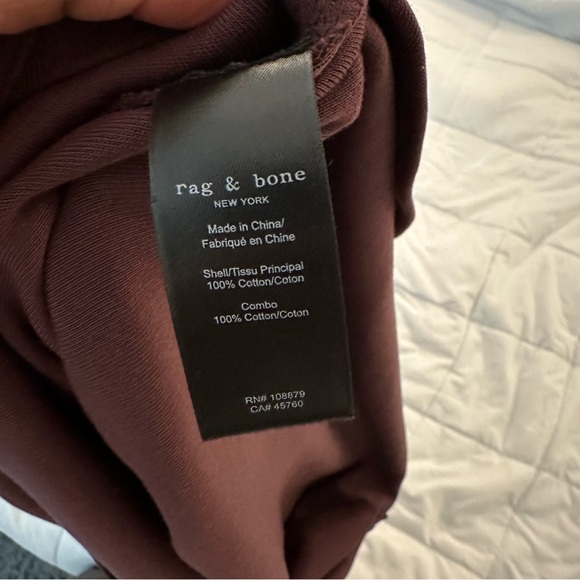 rag & bone
NEW YORK
Made in China/
Fabriqué en Chine
Shell/Tissu Principal
100% Cotton/Coton
Combo
100% Cotton/Coton
RN# 108879
CA# 45760